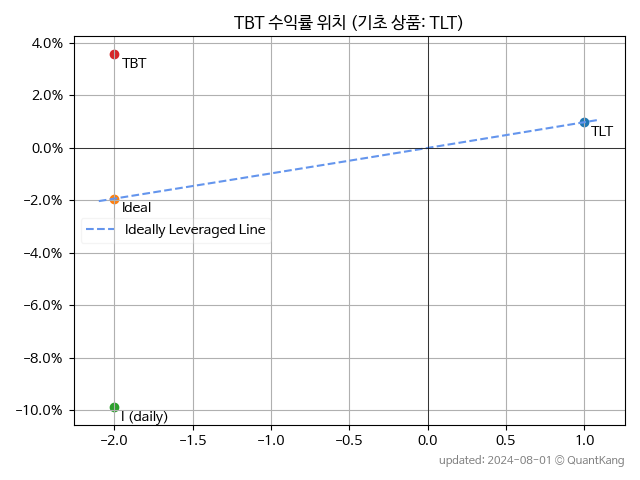 TBT 수익률 위치 (기초 상품: TLT)
4.0%
TBT
2.0%
TLT
0.0%
−2.0%
Ideal
Ideally Leveraged Line
−4.0%
−6.0%
−8.0%
−10.0%
I (daily)
−2.0 −1.5 −1.0 −0.5 0.0 0.5 1.0
updated: 2024-08-01 © QuantKang